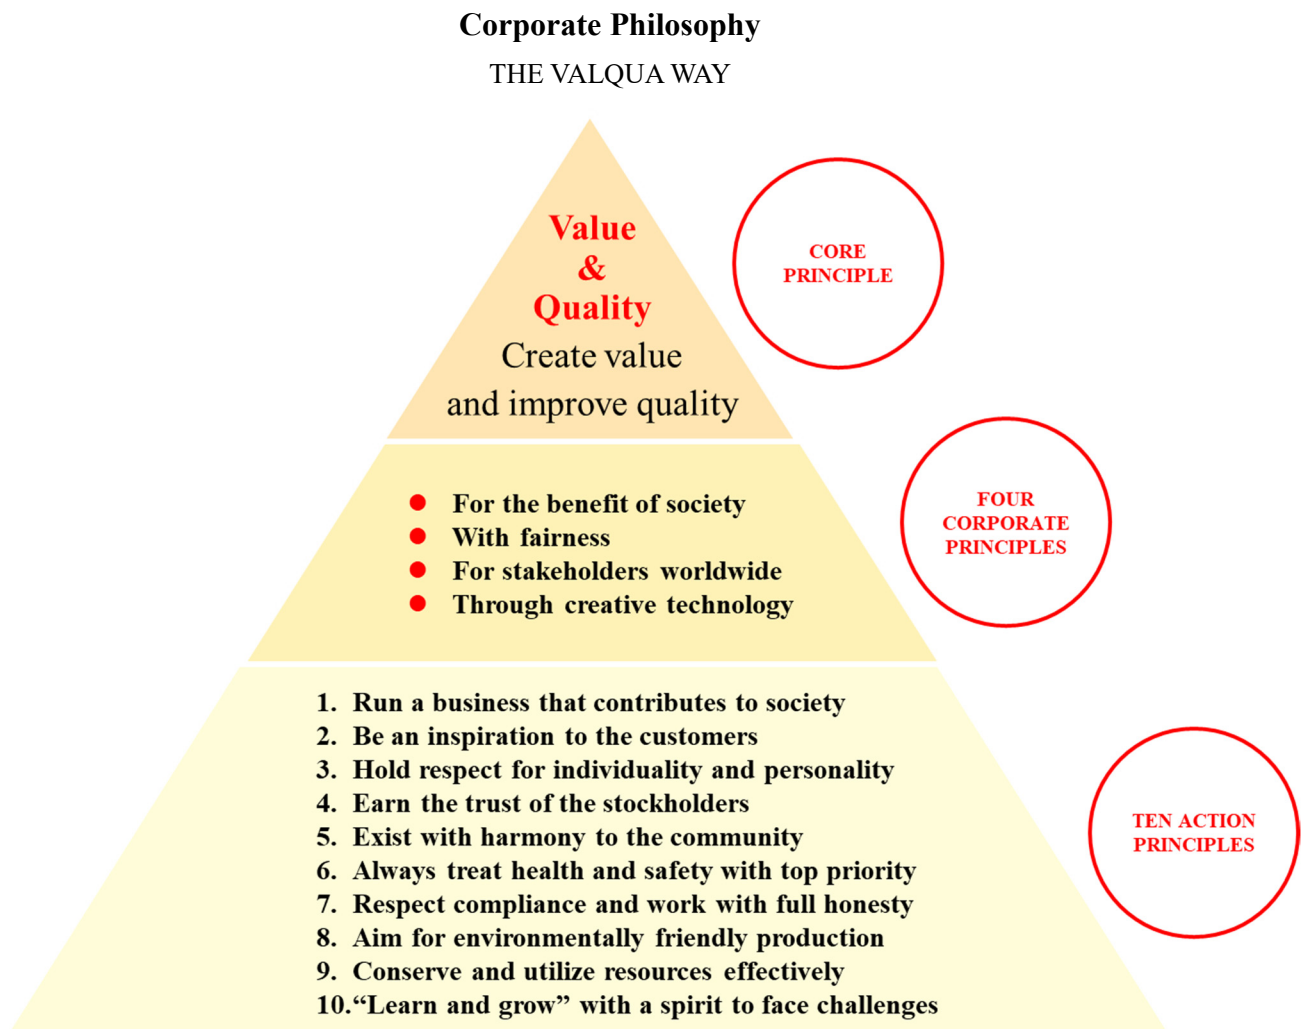 Corporate Philosophy
THE VALQUA WAY
Value
&
Quality
Create value
and improve quality
CORE
PRINCIPLE
● For the benefit of society
● With fairness
● For stakeholders worldwide
● Through creative technology
FOUR
CORPORATE
PRINCIPLES
1. Run a business that contributes to society
2. Be an inspiration to the customers
3. Hold respect for individuality and personality
4. Earn the trust of the stockholders
5. Exist with harmony to the community
6. Always treat health and safety with top priority
7. Respect compliance and work with full honesty
8. Aim for environmentally friendly production
9. Conserve and utilize resources effectively
10.“Learn and grow” with a spirit to face challenges
TEN ACTION
PRINCIPLES